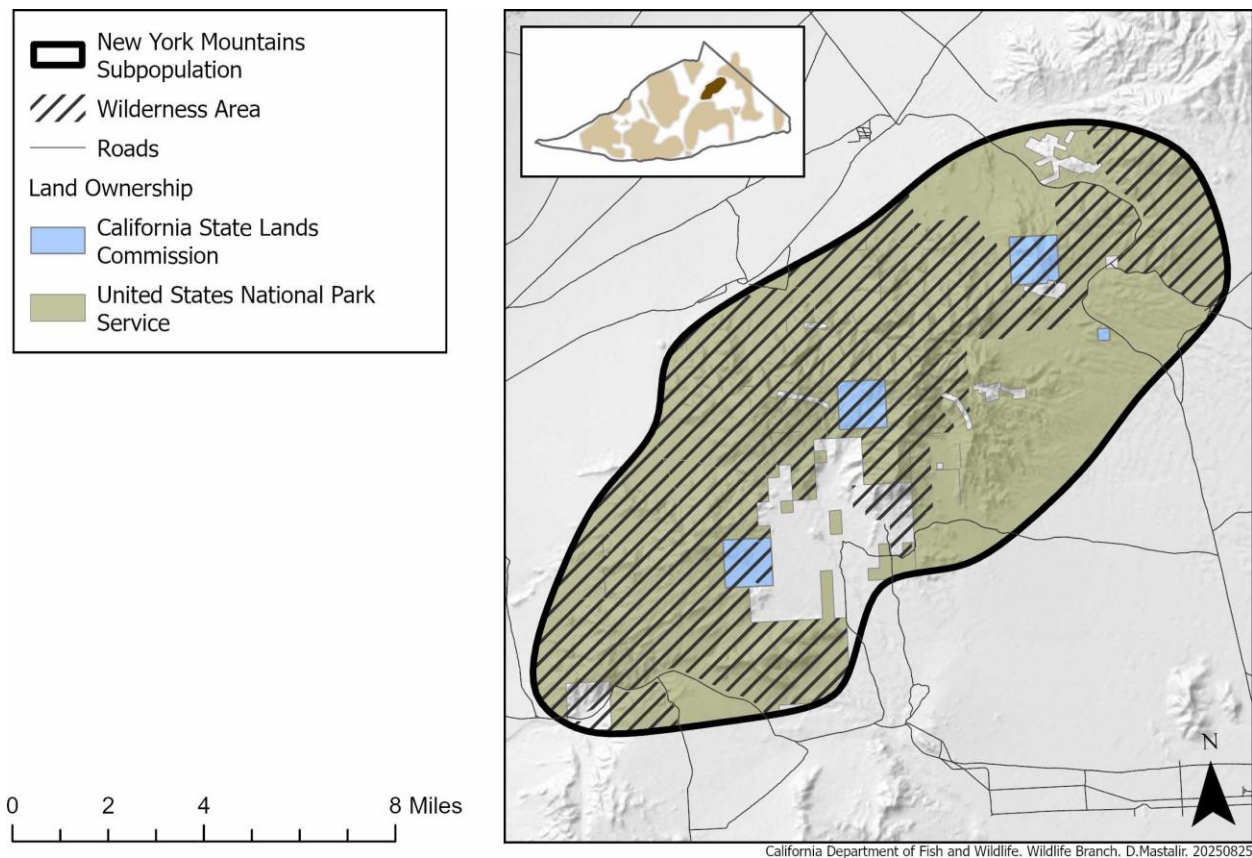 New York Mountains
Subpopulation
Wilderness Area
Roads
Land Ownership
California State Lands
Commission
United States National Park
Service
0 2 4 8 Miles
N
California Department of Fish and Wildlife. Wildlife Branch. D.Mastalir. 20250825